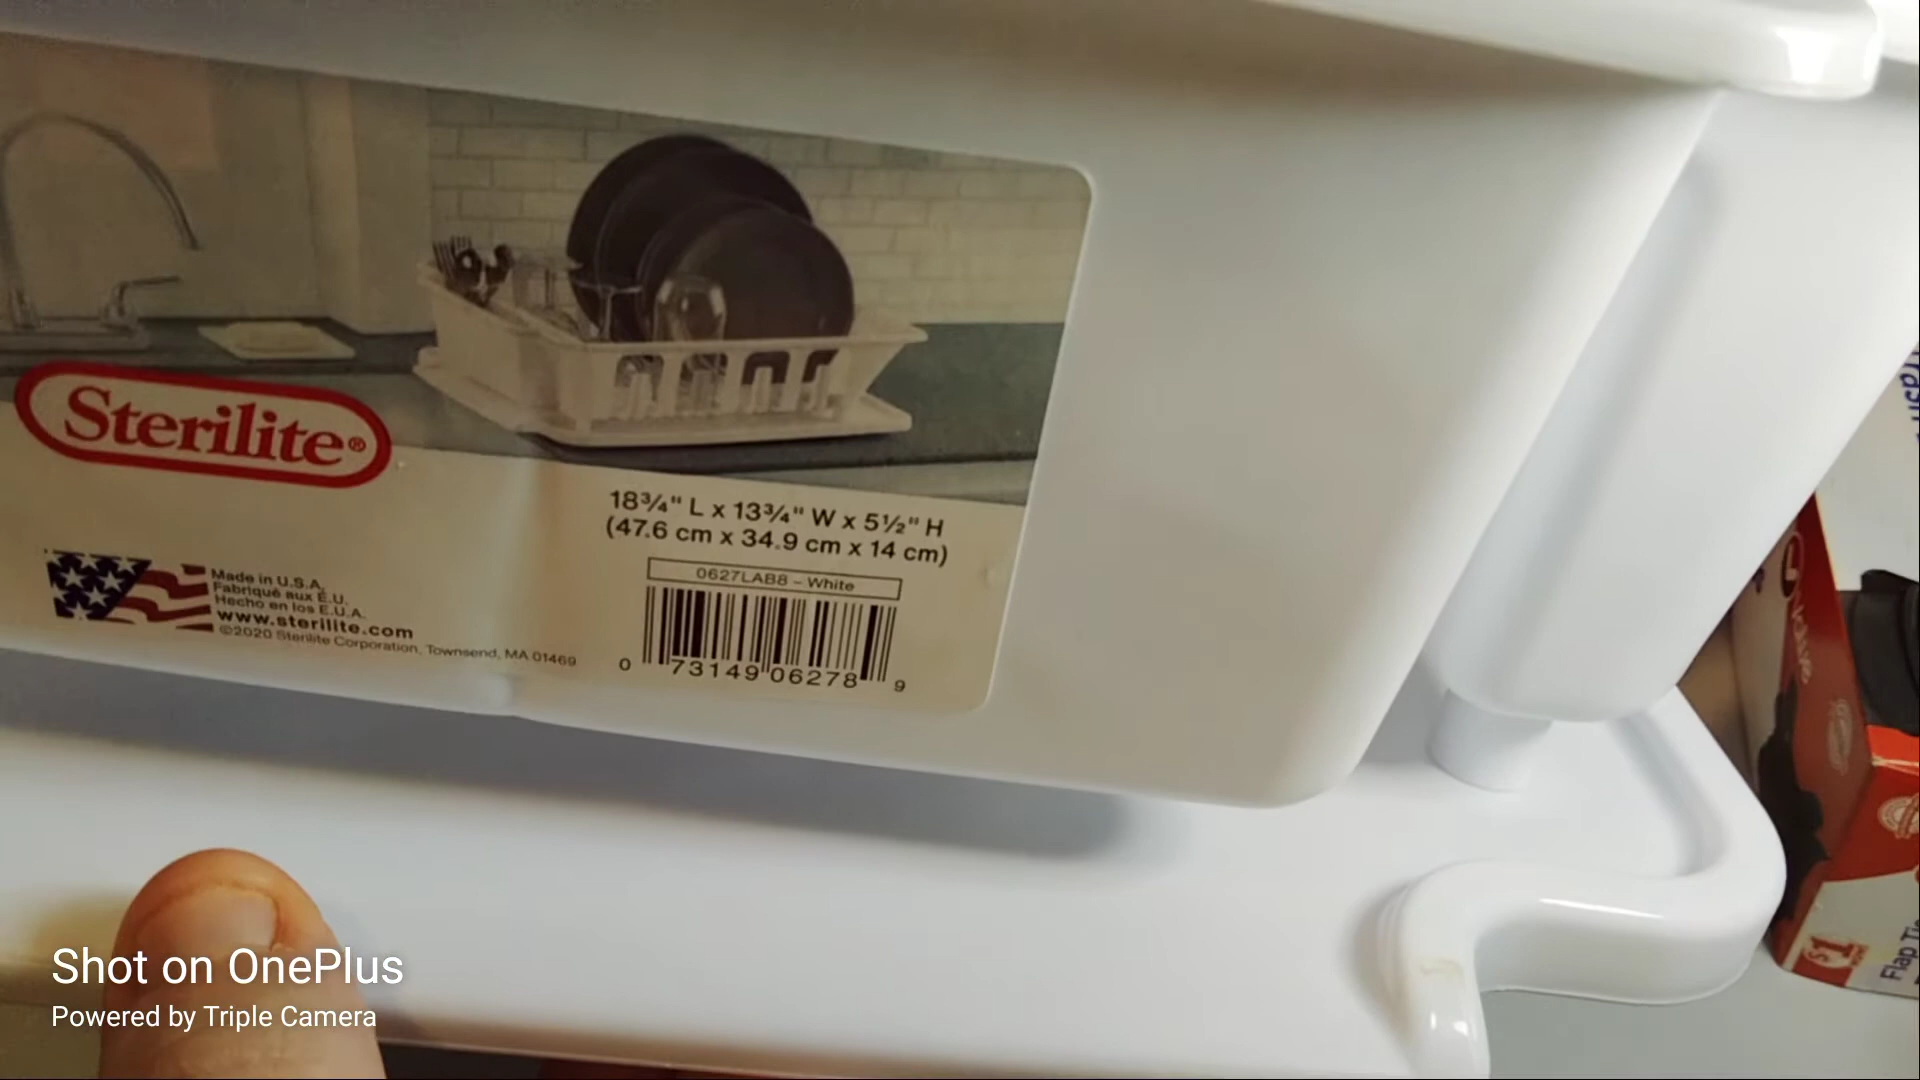 Sterilite®
18¾" L x 13¾" W x 5½" H
(47.6 cm x 34.9 cm x 14 cm)
0627LAB8 – White
Made in U.S.A.
Fabriqué aux É.U.
Hecho en los E.U.A.
www.sterilite.com
©2020 Sterilite Corporation, Townsend, MA 01469
0 73149 06278 9
Flap
Shot on OnePlus
Powered by Triple Camera